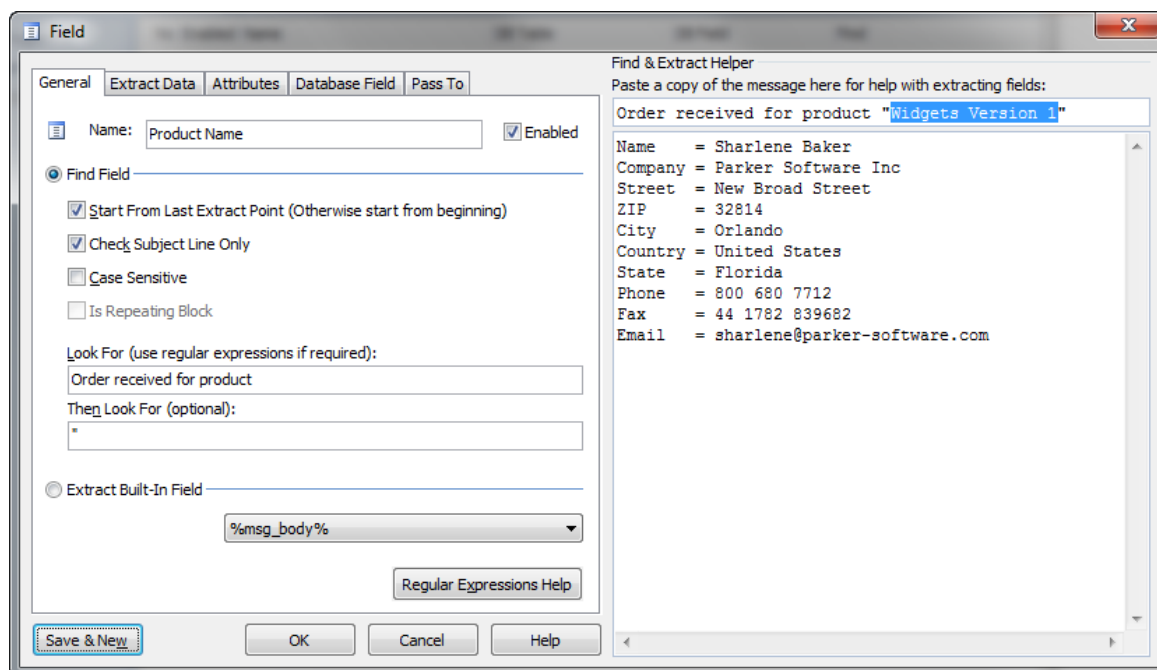 Field
General Extract Data Attributes Database Field Pass To
Name: Product Name Enabled
Find Field
Start From Last Extract Point (Otherwise start from beginning)
Check Subject Line Only
Case Sensitive
Is Repeating Block
Look For (use regular expressions if required):
Order received for product
Then Look For (optional):
"
Extract Built-In Field
%msg_body%
Regular Expressions Help
Save & New OK Cancel Help
Find & Extract Helper
Paste a copy of the message here for help with extracting fields:
Order received for product "Widgets Version 1"
Name = Sharlene Baker
Company = Parker Software Inc
Street = New Broad Street
ZIP = 32814
City = Orlando
Country = United States
State = Florida
Phone = 800 680 7712
Fax = 44 1782 839682
Email = sharlene@parker-software.com